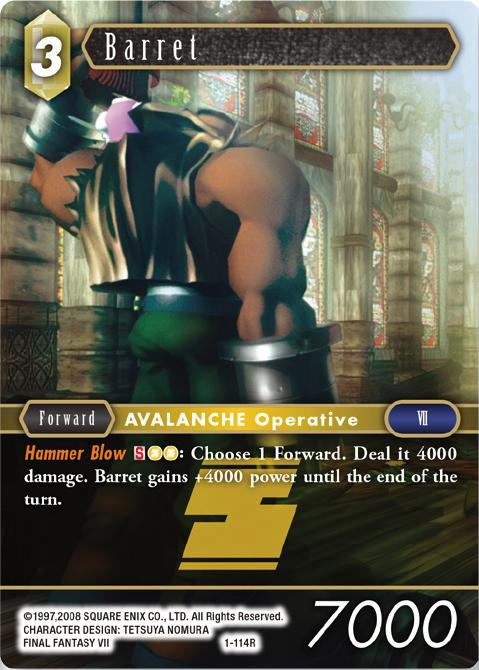 3
Barret
Forward
AVALANCHE Operative
VII
Hammer Blow S: Choose 1 Forward. Deal it 4000
damage. Barret gains +4000 power until the end of the
turn.
©1997,2008 SQUARE ENIX CO., LTD. All Rights Reserved.
CHARACTER DESIGN: TETSUYA NOMURA
FINAL FANTASY VII
1-114R
7000